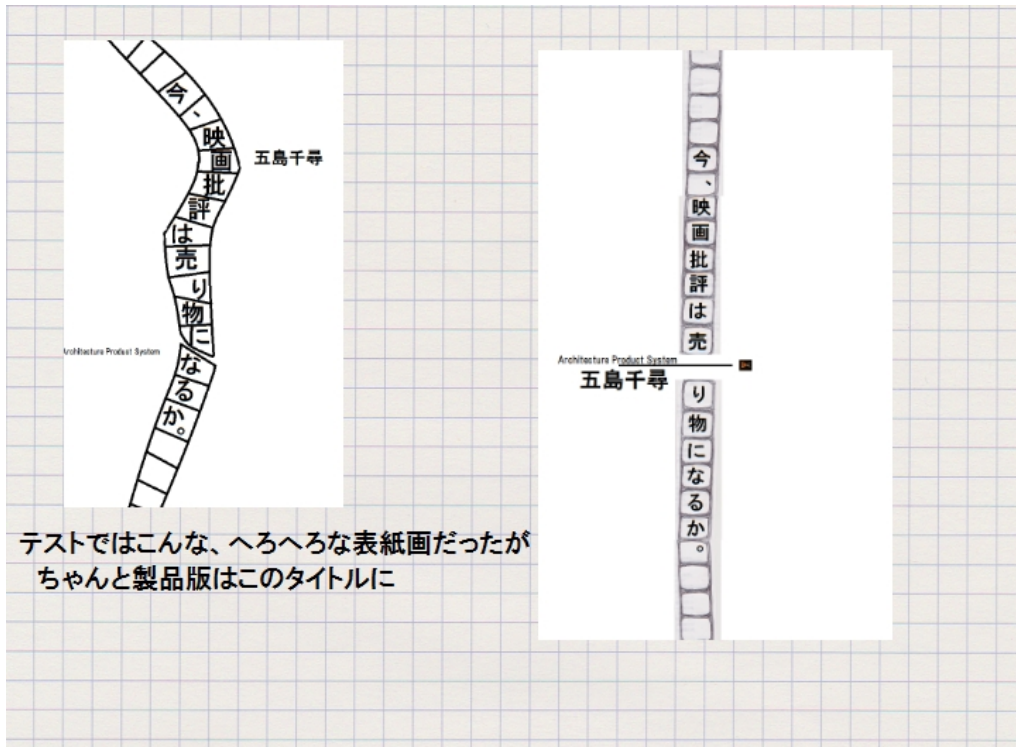 今、映画批評は売り物になるか。
五島千尋
Architecture Product System
今、映画批評は売り物になるか。
Architecture Product System
五島千尋
テストではこんな、へろへろな表紙画だったが
ちゃんと製品版はこのタイトルに